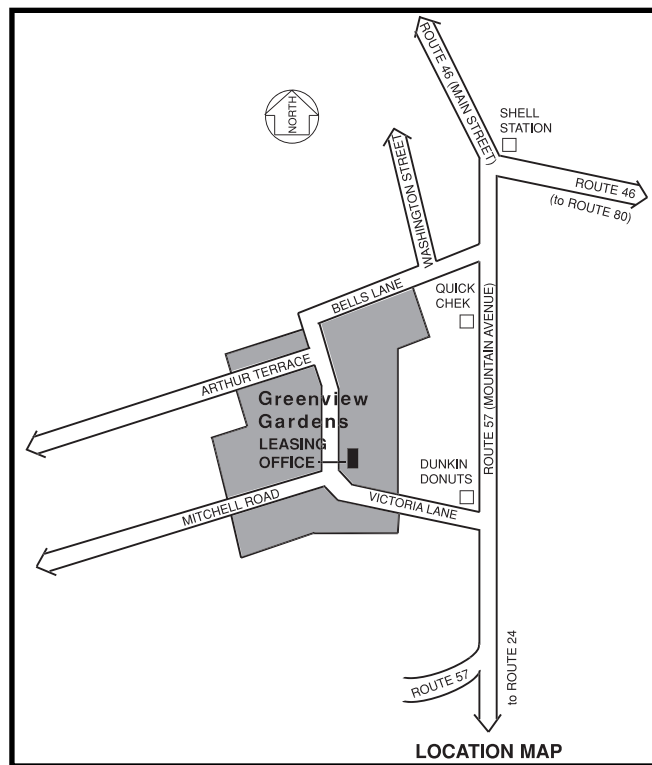 ROUTE 46 (MAIN STREET)
NORTH
SHELL
STATION
ROUTE 46
(to ROUTE 80)
WASHINGTON STREET
BELLS LANE
QUICK
CHEK
ROUTE 57 (MOUNTAIN AVENUE)
ARTHUR TERRACE
Greenview
Gardens
LEASING
OFFICE
DUNKIN
DONUTS
MITCHELL ROAD
VICTORIA LANE
ROUTE 57
to ROUTE 24
LOCATION MAP